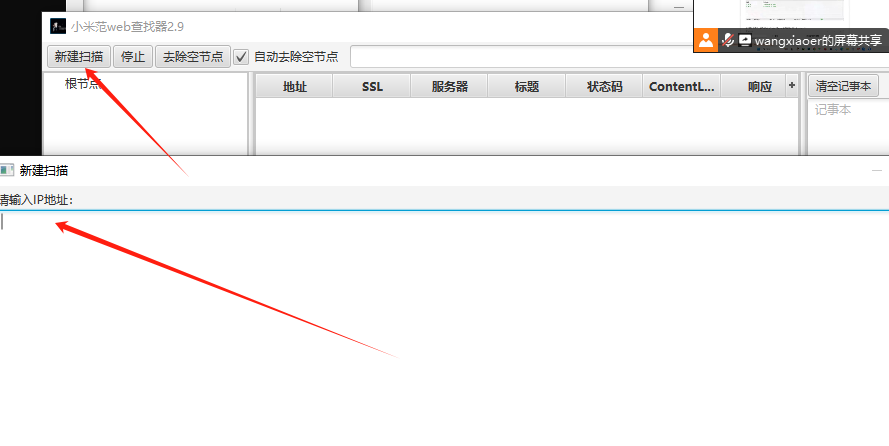 小米范web查找器2.9
wangxiaoer的屏幕共享
新建扫描 停止 去除空节点 自动去除空节点
根节点
地址 SSL 服务器 标题 状态码 ContentL... 响应 +
清空记事本
记事本
新建扫描
请输入IP地址: